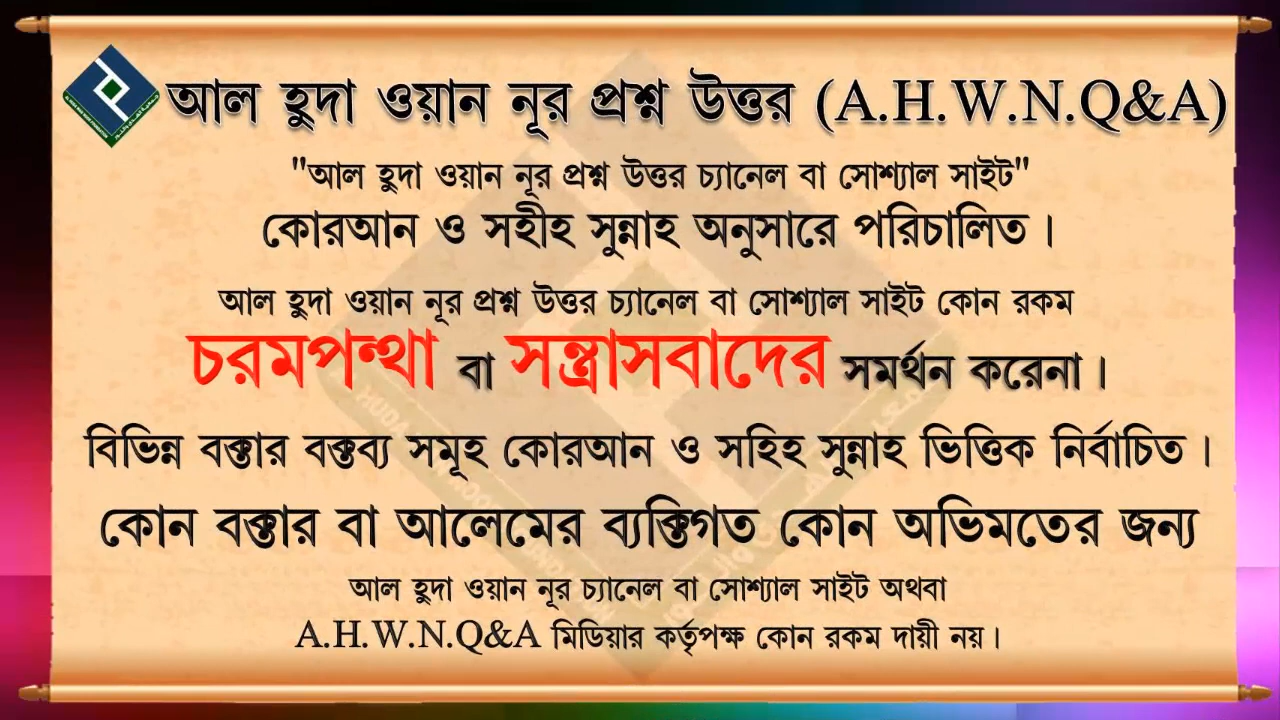 আল হুদা ওয়ান নূর প্রশ্ন উত্তর (A.H.W.N.Q&A)
"আল হুদা ওয়ান নূর প্রশ্ন উত্তর চ্যানেল বা সোশ্যাল সাইট"
কোরআন ও সহীহ সুন্নাহ অনুসারে পরিচালিত।
আল হুদা ওয়ান নূর প্রশ্ন উত্তর চ্যানেল বা সোশ্যাল সাইট কোন রকম
চরমপন্থা বা সন্ত্রাসবাদের সমর্থন করেনা।
বিভিন্ন বক্তার বক্তব্য সমূহ কোরআন ও সহিহ সুন্নাহ ভিত্তিক নির্বাচিত।
কোন বক্তার বা আলেমের ব্যক্তিগত কোন অভিমতের জন্য
আল হুদা ওয়ান নূর চ্যানেল বা সোশ্যাল সাইট অথবা
A.H.W.N.Q&A মিডিয়ার কর্তৃপক্ষ কোন রকম দায়ী নয়।